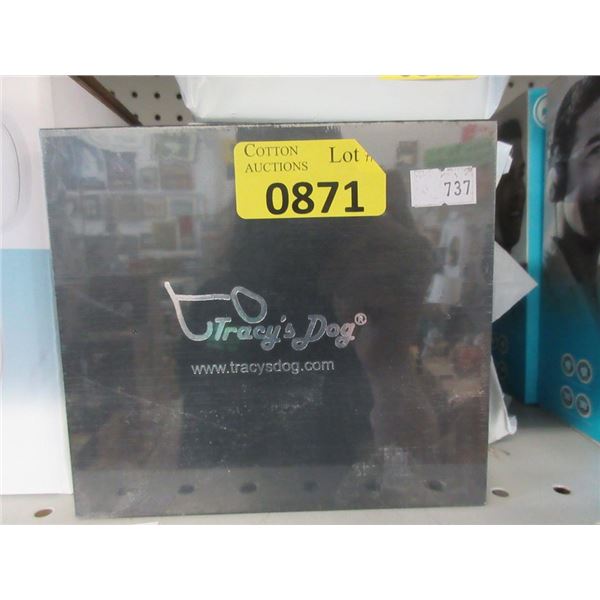 COTTON
AUCTIONS
Lot #
0871
737
Tracy's Dog®
www.tracysdog.com